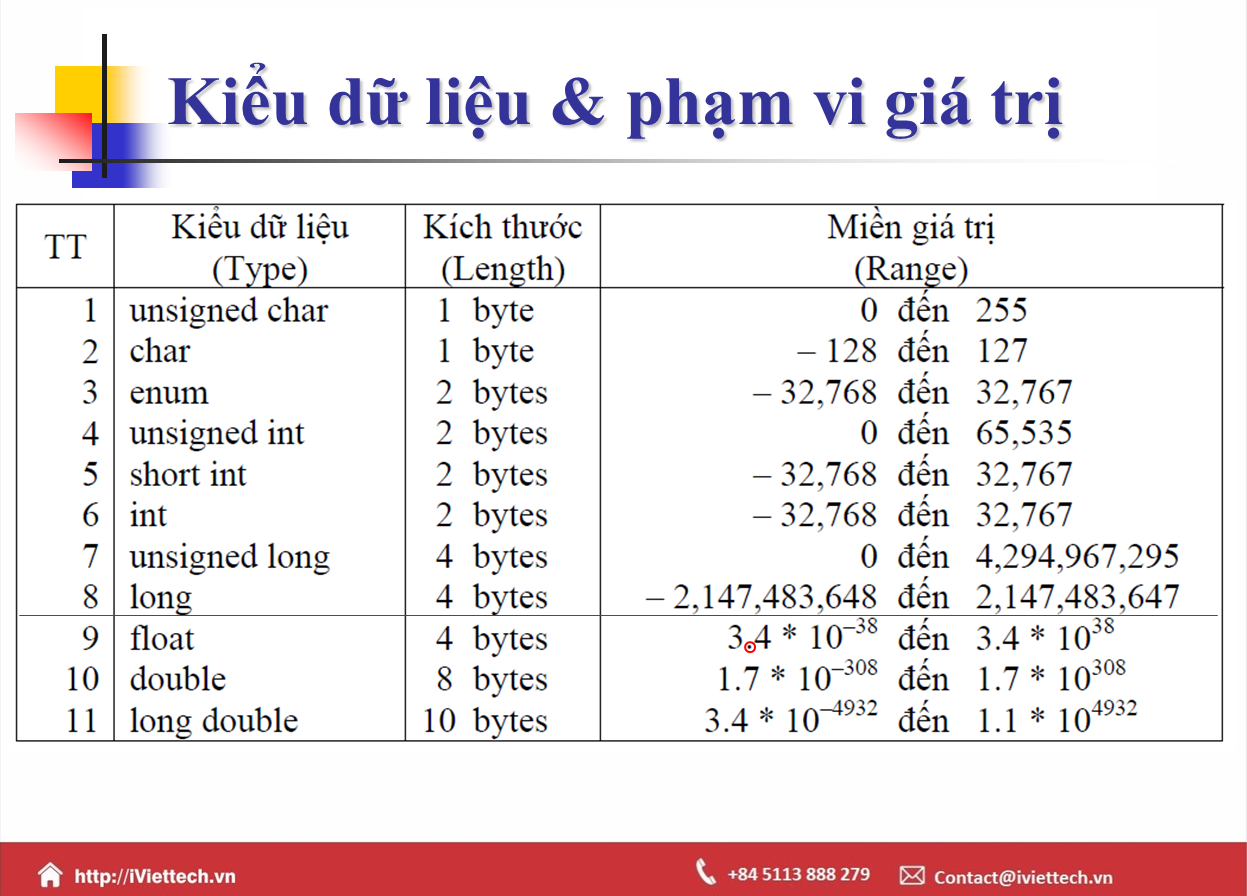 Kiểu dữ liệu & phạm vi giá trị
TT Kiểu dữ liệu (Type) Kích thước (Length) Miền giá trị (Range)
1 unsigned char 1 byte 0 đến 255
2 char 1 byte – 128 đến 127
3 enum 2 bytes – 32,768 đến 32,767
4 unsigned int 2 bytes 0 đến 65,535
5 short int 2 bytes – 32,768 đến 32,767
6 int 2 bytes – 32,768 đến 32,767
7 unsigned long 4 bytes 0 đến 4,294,967,295
8 long 4 bytes – 2,147,483,648 đến 2,147,483,647
9 float 4 bytes 3.4 * 10⁻³⁸ đến 3.4 * 10³⁸
10 double 8 bytes 1.7 * 10⁻³⁰⁸ đến 1.7 * 10³⁰⁸
11 long double 10 bytes 3.4 * 10⁻⁴⁹³² đến 1.1 * 10⁴⁹³²
http://iViettech.vn +84 5113 888 279 Contact@iviettech.vn